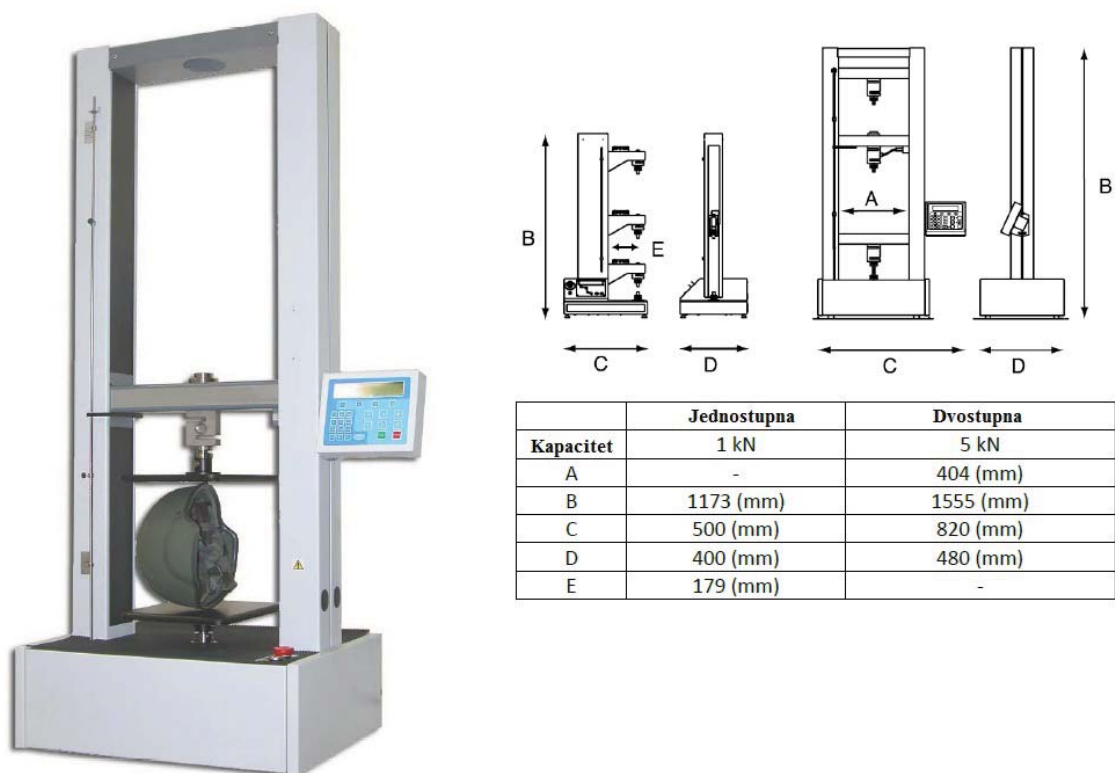 B
E
C
D
A
B
C
D
Jednostupna Dvostupna
Kapacitet 1 kN 5 kN
A - 404 (mm)
B 1173 (mm) 1555 (mm)
C 500 (mm) 820 (mm)
D 400 (mm) 480 (mm)
E 179 (mm) -